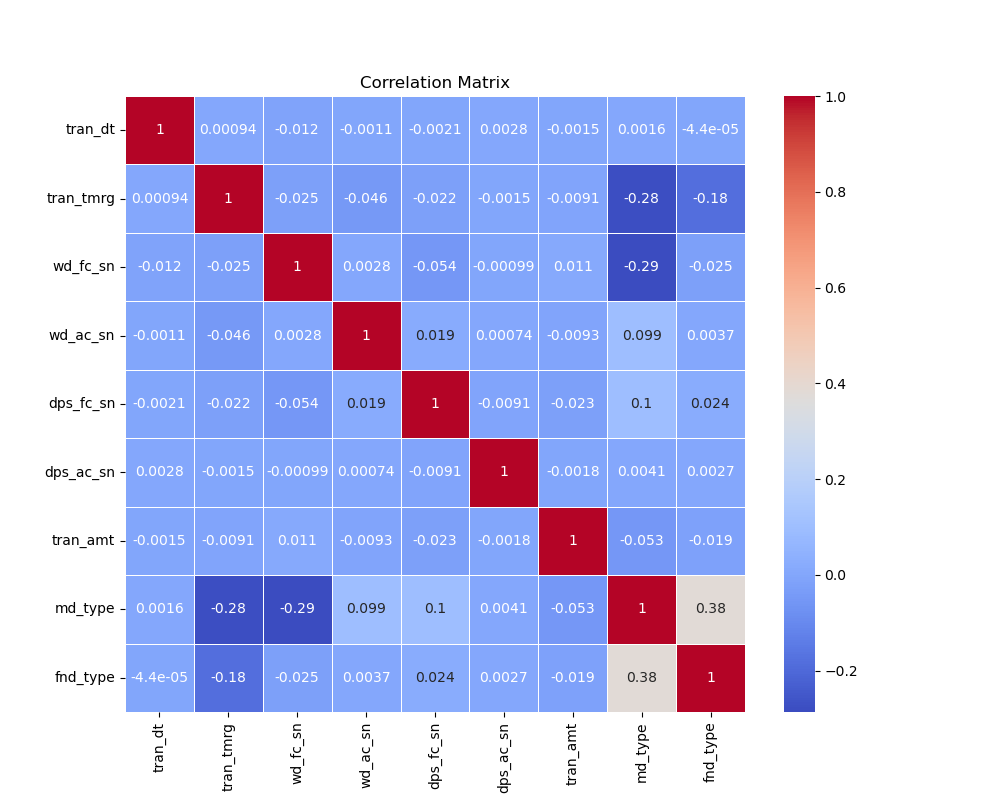 Correlation Matrix
tran_dt 1 0.00094 -0.012 -0.0011 -0.0021 0.0028 -0.0015 0.0016 -4.4e-05
tran_tmrg 0.00094 1 -0.025 -0.046 -0.022 -0.0015 -0.0091 -0.28 -0.18
wd_fc_sn -0.012 -0.025 1 0.0028 -0.054 -0.00099 0.011 -0.29 -0.025
wd_ac_sn -0.0011 -0.046 0.0028 1 0.019 0.00074 -0.0093 0.099 0.0037
dps_fc_sn -0.0021 -0.022 -0.054 0.019 1 -0.0091 -0.023 0.1 0.024
dps_ac_sn 0.0028 -0.0015 -0.00099 0.00074 -0.0091 1 -0.0018 0.0041 0.0027
tran_amt -0.0015 -0.0091 0.011 -0.0093 -0.023 -0.0018 1 -0.053 -0.019
md_type 0.0016 -0.28 -0.29 0.099 0.1 0.0041 -0.053 1 0.38
fnd_type -4.4e-05 -0.18 -0.025 0.0037 0.024 0.0027 -0.019 0.38 1
tran_dt tran_tmrg wd_fc_sn wd_ac_sn dps_fc_sn dps_ac_sn tran_amt md_type fnd_type
1.0
0.8
0.6
0.4
0.2
0.0
−0.2